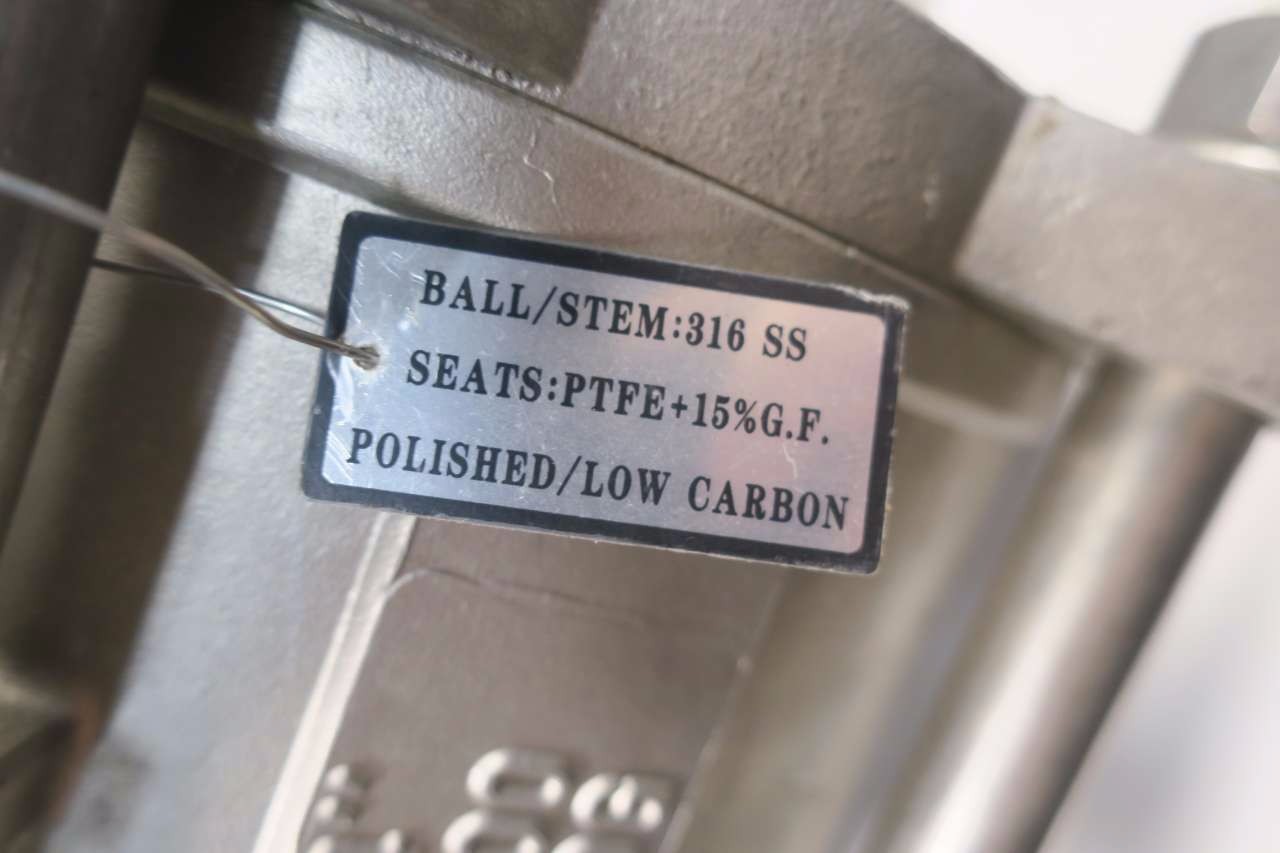 BALL/STEM:316 SS
SEATS:PTFE+15%G.F.
POLISHED/LOW CARBON